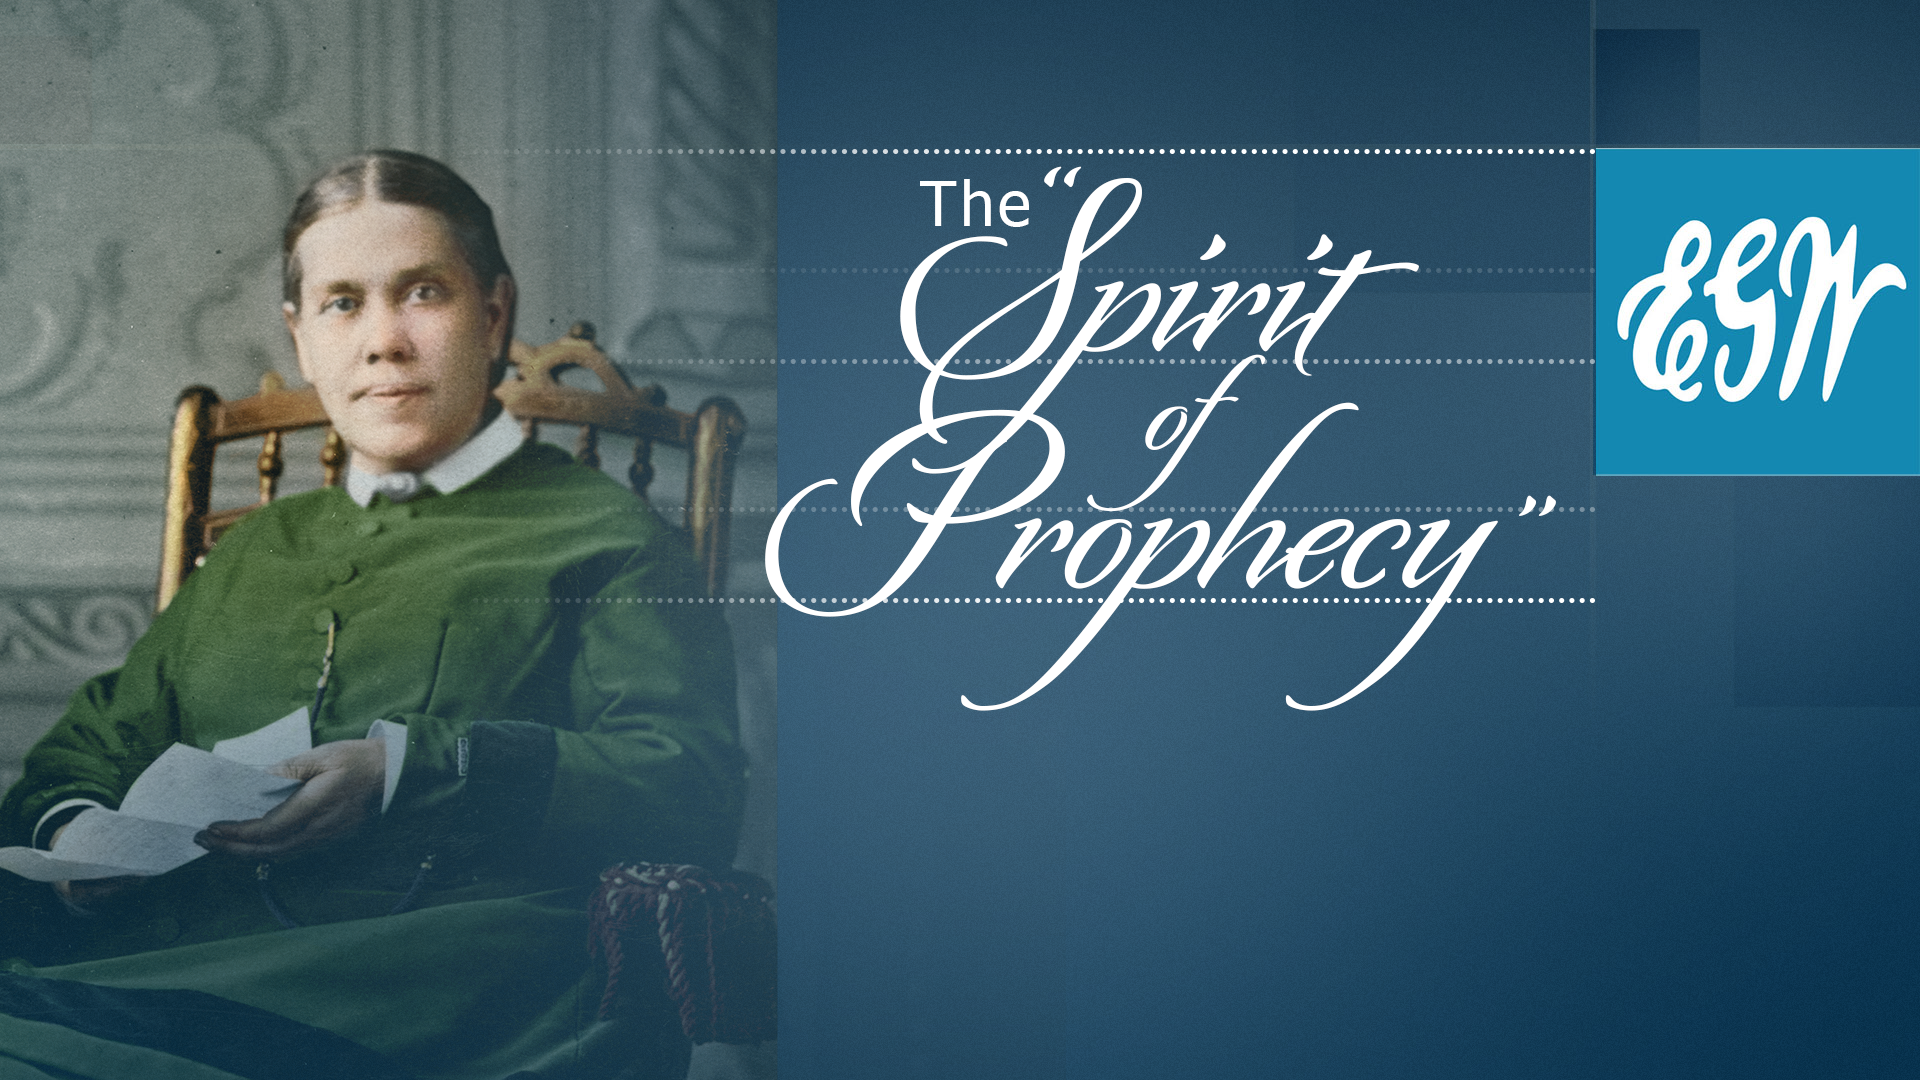 The “Spirit
of
Prophecy”
EGW